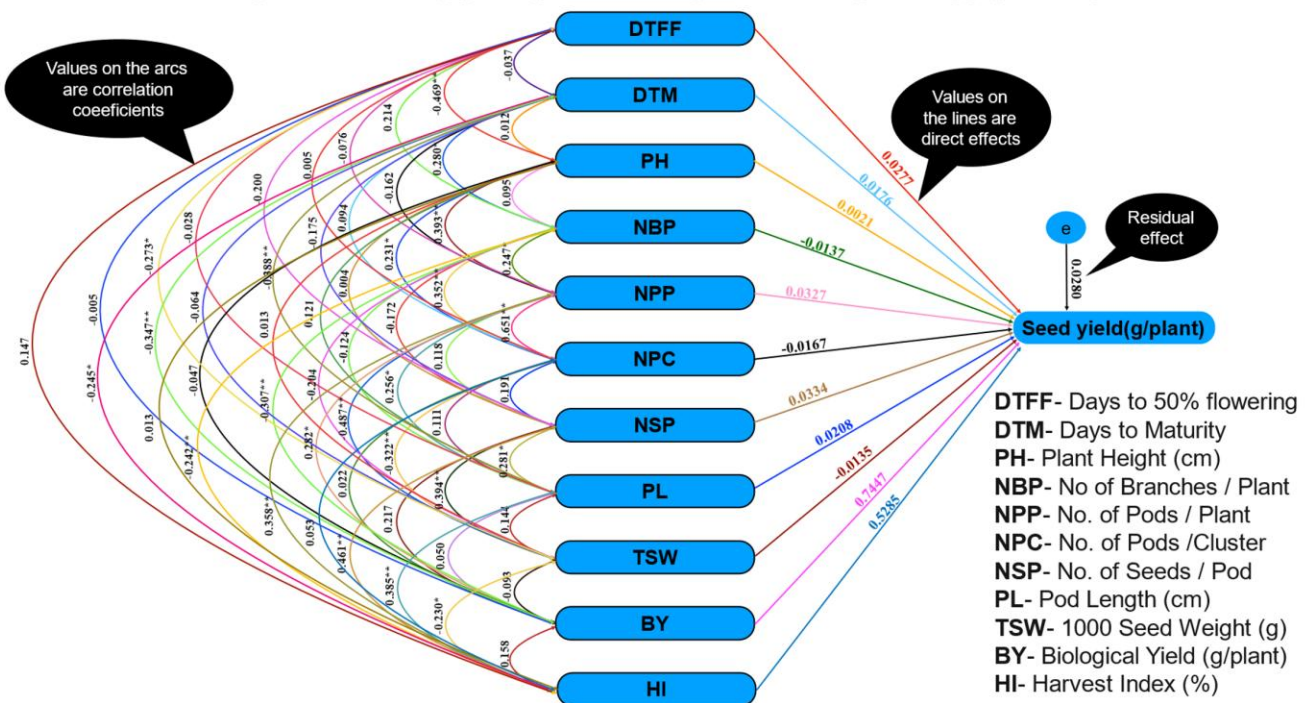 Values on the arcs
are correlation
coeeficients
DTFF
DTM
PH
NBP
NPP
NPC
NSP
PL
TSW
BY
HI
-0.037
-0.469**
0.012
0.214
0.280*
0.095
-0.076
-0.162
0.393**
0.247*
0.005
0.094
0.231*
0.352**
0.651**
-0.200
-0.175
0.004
-0.172
0.118
0.191
-0.028
-0.388**
0.121
-0.124
0.256*
0.111
0.281*
-0.273*
-0.064
0.013
-0.204
-0.487**
-0.322**
0.394**
0.144
-0.005
-0.347**
-0.047
-0.307**
0.282*
0.022
0.217
0.050
-0.093
0.147
-0.245*
0.013
-0.242**
0.358**
0.053
0.461**
0.385**
-0.230*
0.158
Values on
the lines are
direct effects
0.0277
0.0176
0.0021
-0.0137
0.0327
-0.0167
0.0334
0.0208
-0.0135
0.7447
0.5285
e
Residual
effect
0.0280
Seed yield(g/plant)
DTFF- Days to 50% flowering
DTM- Days to Maturity
PH- Plant Height (cm)
NBP- No of Branches / Plant
NPP- No. of Pods / Plant
NPC- No. of Pods /Cluster
NSP- No. of Seeds / Pod
PL- Pod Length (cm)
TSW- 1000 Seed Weight (g)
BY- Biological Yield (g/plant)
HI- Harvest Index (%)